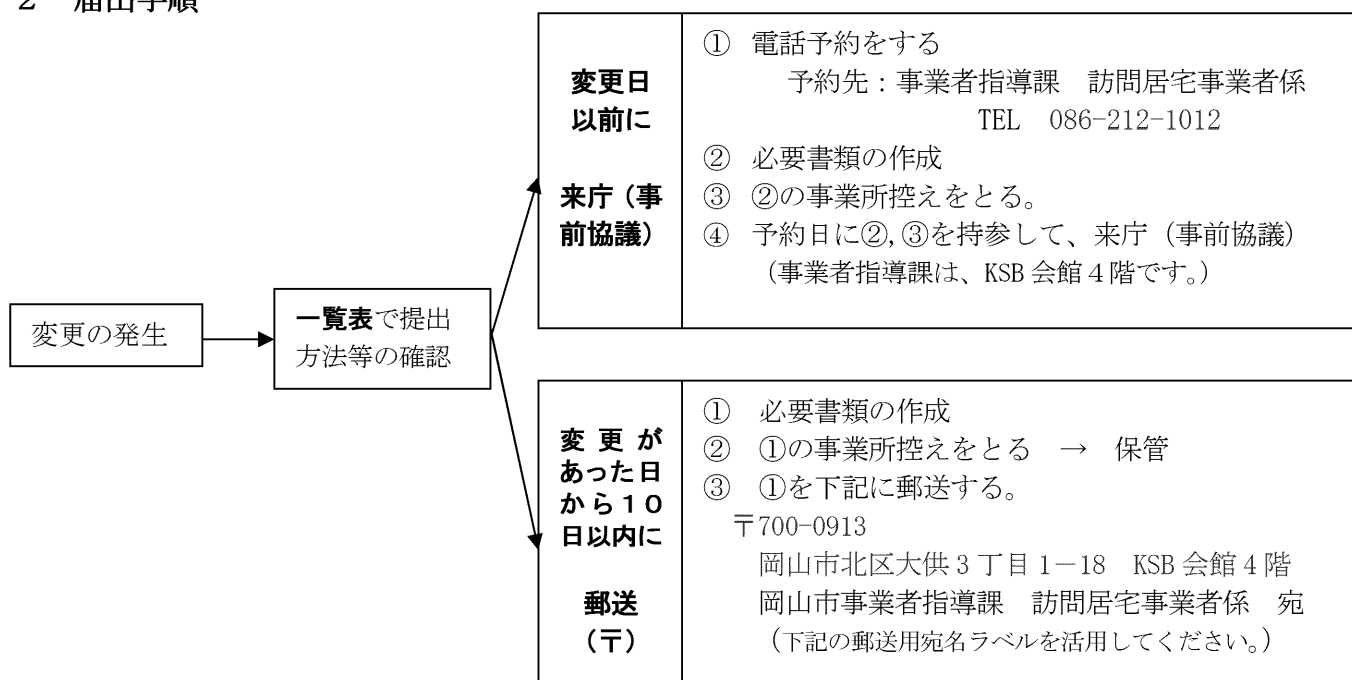 ２　届出手順
変更の発生
一覧表で提出
方法等の確認
変更日
以前に
来庁（事
前協議）
① 電話予約をする
予約先：事業者指導課　訪問居宅事業者係
TEL　086-212-1012
② 必要書類の作成
③ ②の事業所控えをとる。
④ 予約日に②,③を持参して、来庁（事前協議）
（事業者指導課は、KSB会館４階です。）
変更が
あった日
から１０
日以内に
郵送
（〒）
① 必要書類の作成
② ①の事業所控えをとる　→　保管
③ ①を下記に郵送する。
〒700-0913
岡山市北区大供３丁目１－18　KSB会館４階
岡山市事業者指導課　訪問居宅事業者係　宛
（下記の郵送用宛名ラベルを活用してください。）